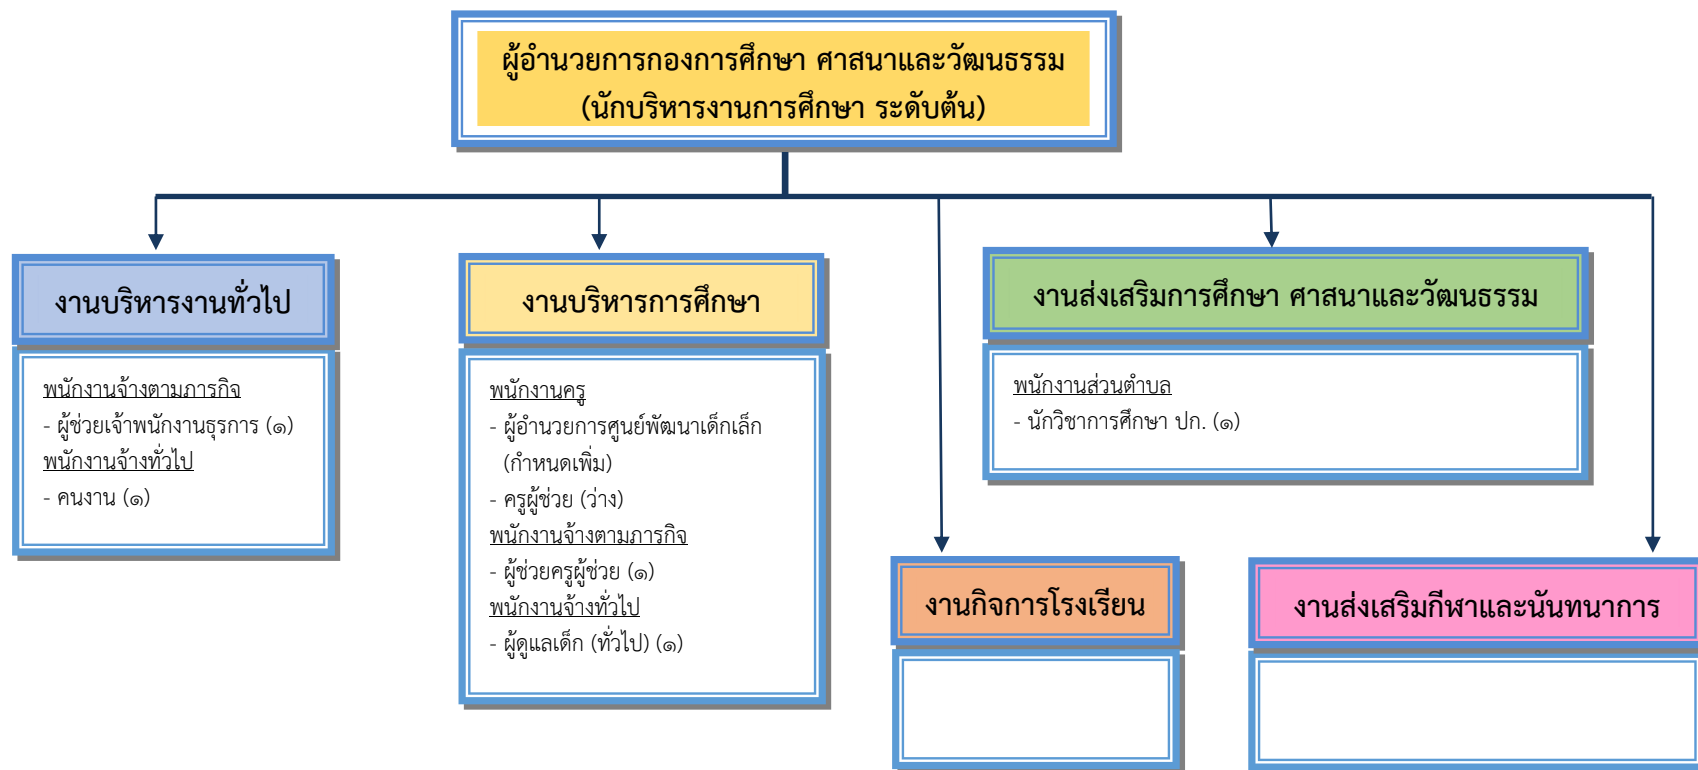 ผู้อำนวยการกองการศึกษา ศาสนาและวัฒนธรรม
(นักบริหารงานการศึกษา ระดับต้น)
งานบริหารงานทั่วไป
พนักงานจ้างตามภารกิจ
- ผู้ช่วยเจ้าพนักงานธุรการ (๑)
พนักงานจ้างทั่วไป
- คนงาน (๑)
งานบริหารการศึกษา
พนักงานครู
- ผู้อำนวยการศูนย์พัฒนาเด็กเล็ก
(กำหนดเพิ่ม)
- ครูผู้ช่วย (ว่าง)
พนักงานจ้างตามภารกิจ
- ผู้ช่วยครูผู้ช่วย (๑)
พนักงานจ้างทั่วไป
- ผู้ดูแลเด็ก (ทั่วไป) (๑)
งานส่งเสริมการศึกษา ศาสนาและวัฒนธรรม
พนักงานส่วนตำบล
- นักวิชาการศึกษา ปก. (๑)
งานกิจการโรงเรียน
งานส่งเสริมกีฬาและนันทนาการ